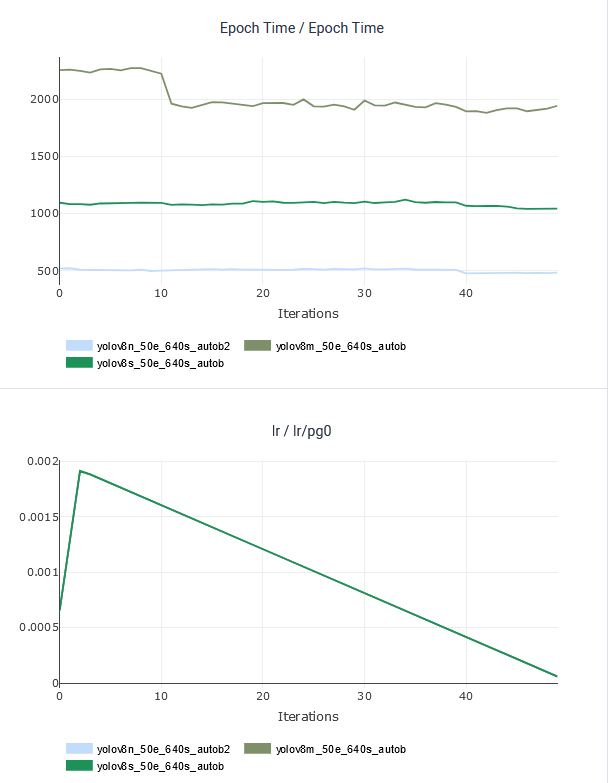 Epoch Time / Epoch Time
2000
1500
1000
500
0 10 20 30 40
Iterations
yolov8n_50e_640s_autob2 yolov8m_50e_640s_autob
yolov8s_50e_640s_autob
lr / lr/pg0
0.002
0.0015
0.001
0.0005
0
0 10 20 30 40
Iterations
yolov8n_50e_640s_autob2 yolov8m_50e_640s_autob
yolov8s_50e_640s_autob